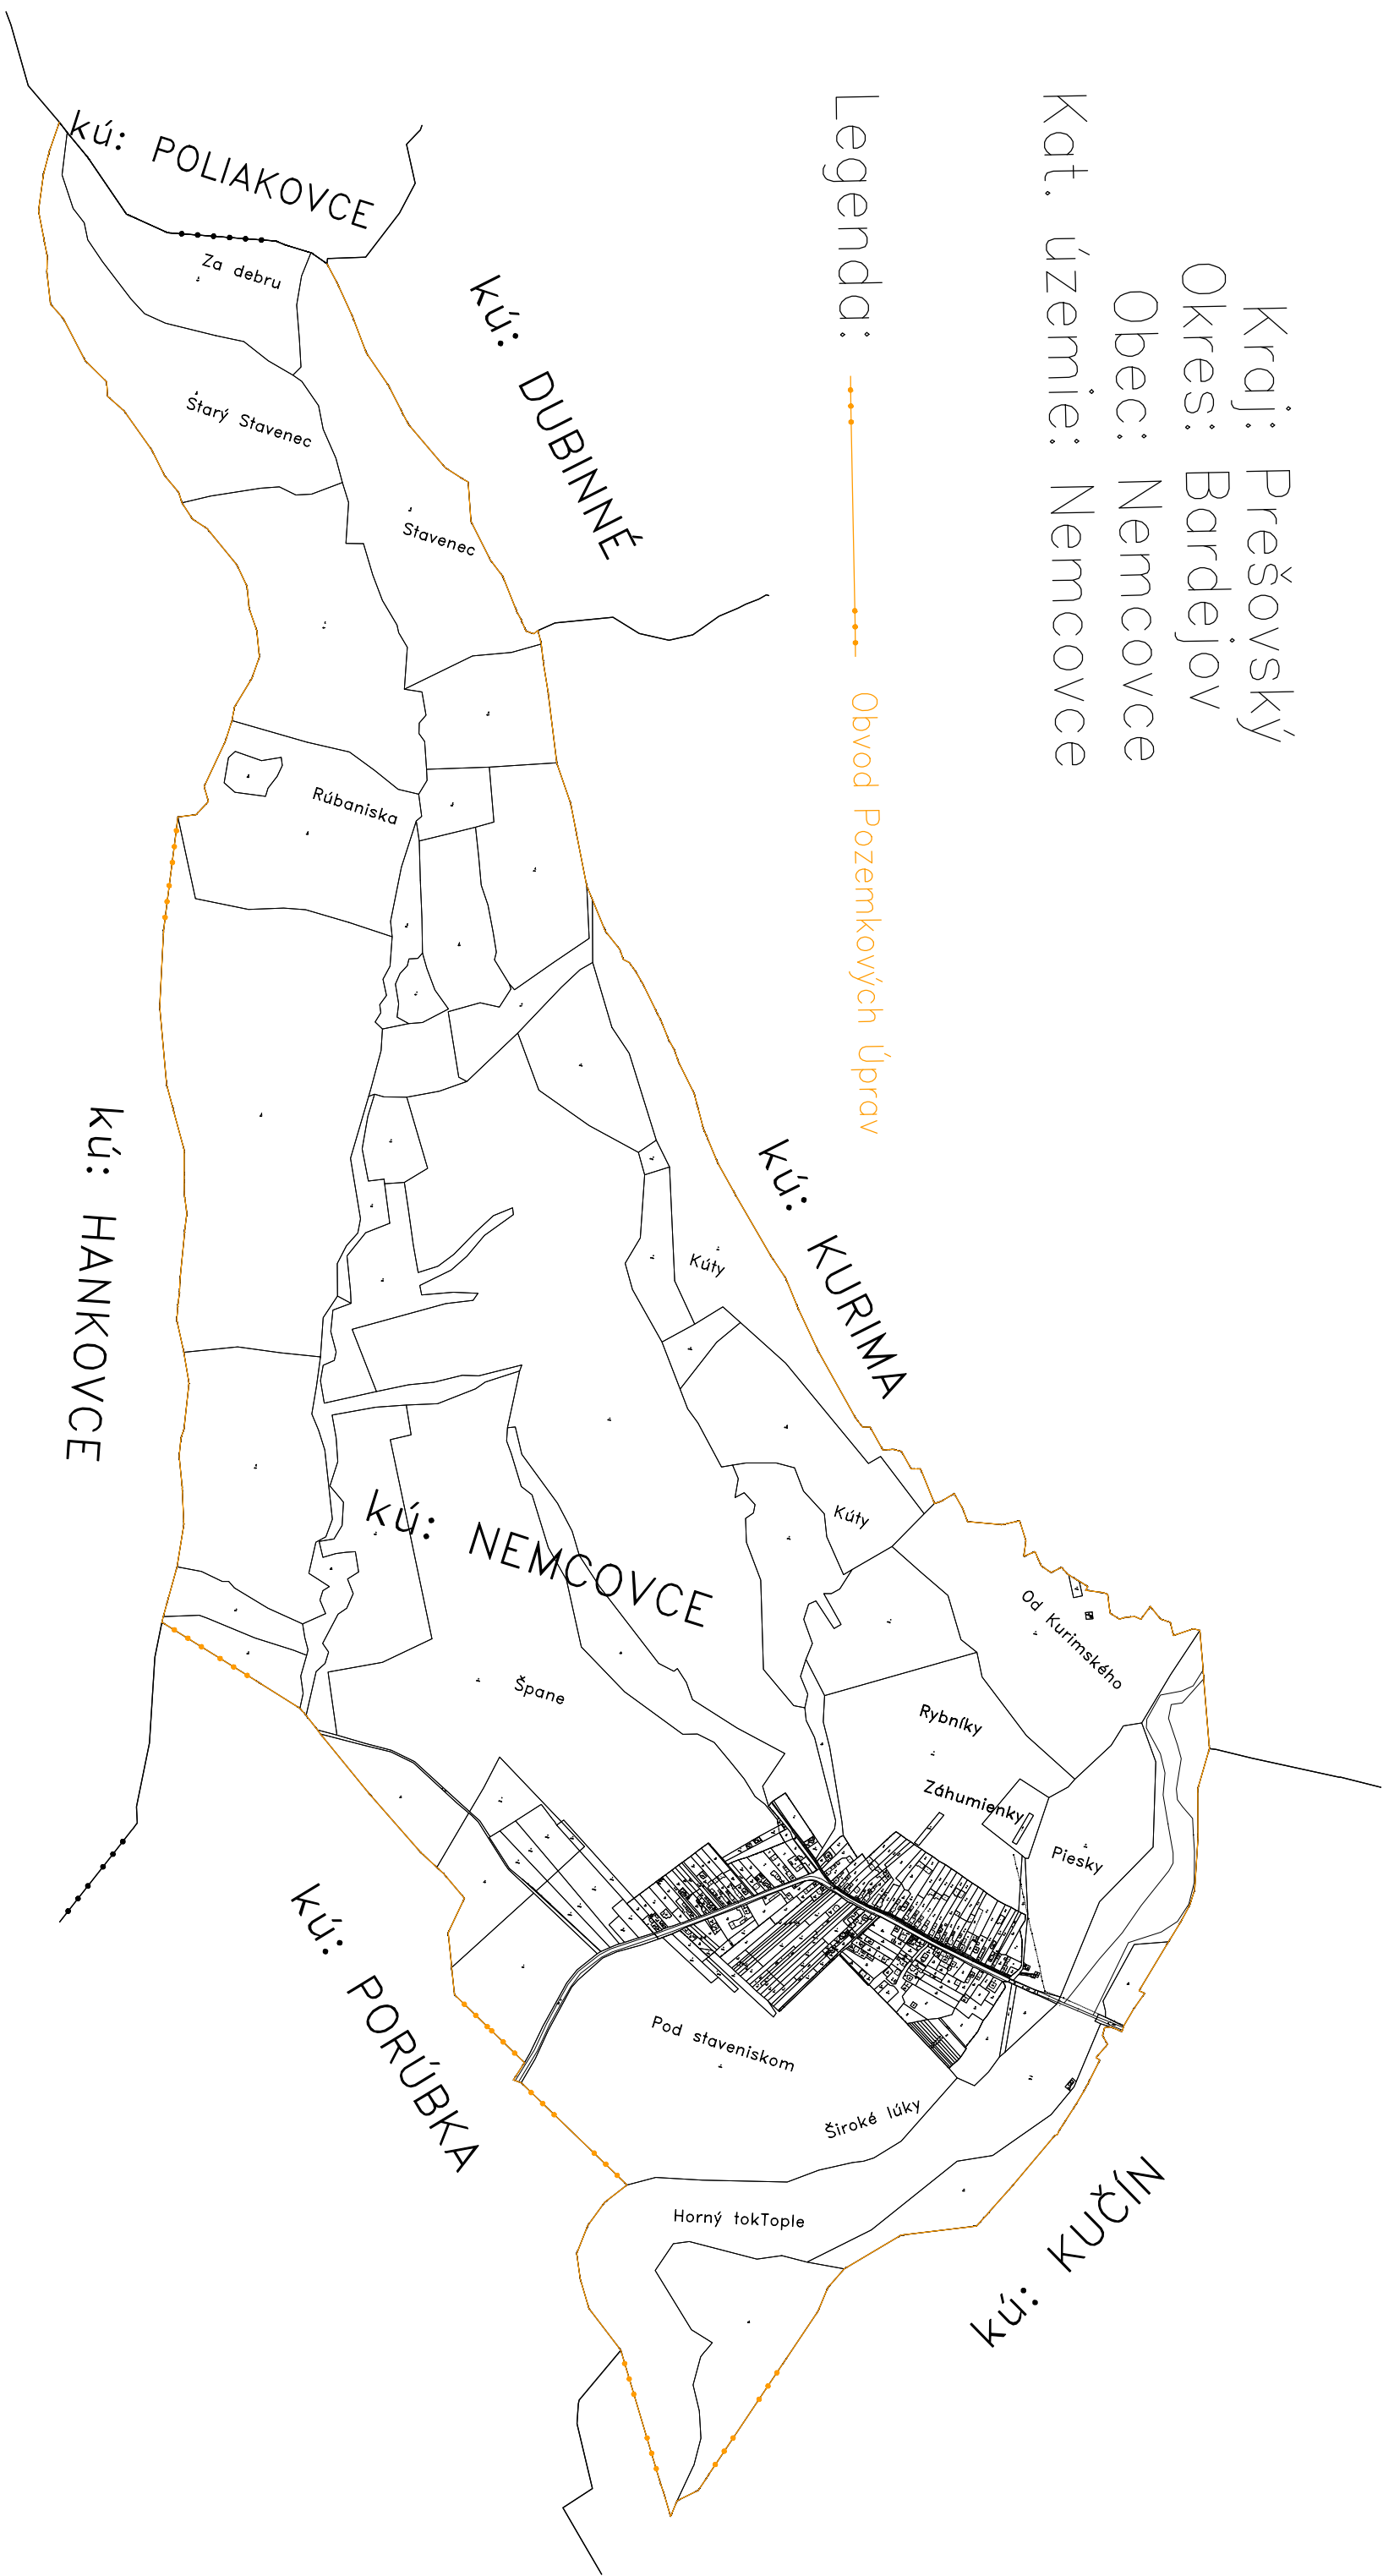 Kraj: Prešovský
Okres: Bardejov
Obec: Nemcovce
Kat. územie: Nemcovce
Legenda:
Obvod Pozemkových Úprav
kú: POLIAKOVCE
kú: DUBINNÉ
kú: KURIMA
kú: HANKOVCE
kú: NEMCOVCE
kú: PORÚBKA
kú: KUČÍN
Za debru
Starý Stavenec
Stavenec
Rúbaniska
Kúty
Kúty
Od Kurimského
Špane
Rybníky
Záhumienky
Piesky
Pod staveniskom
Široké lúky
Horný tokTople